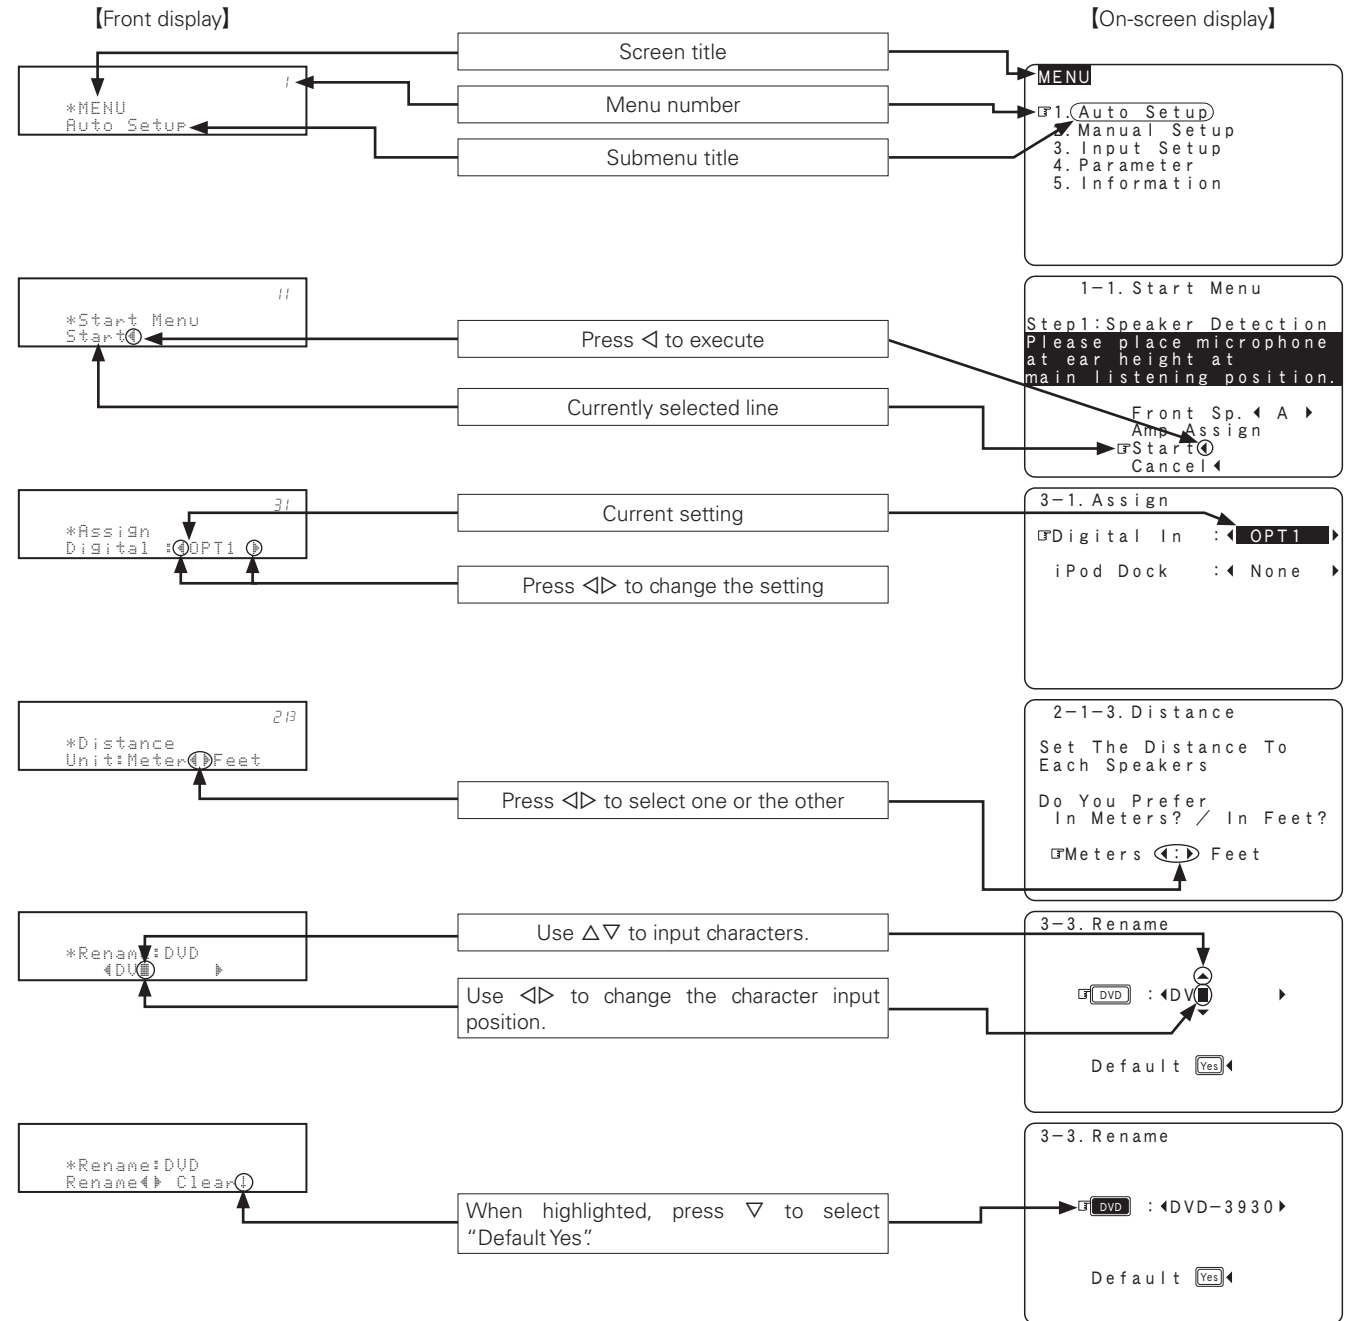 【Front display】
【On-screen display】
Screen title
Menu number
Submenu title
1
*MENU
Auto Setup
MENU
☞1. Auto Setup
2. Manual Setup
3. Input Setup
4. Parameter
5. Information
11
*Start Menu
Start◀
Press ◁ to execute
Currently selected line
1-1. Start Menu
Step1:Speaker Detection
Please place microphone
at ear height at
main listening position.
Front Sp.◀ A ▶
Amp Assign
☞Start◀
Cancel◀
31
*Assign
Digital :◀OPT1 ▶
Current setting
Press ◁▷ to change the setting
3-1. Assign
☞Digital In :◀ OPT1 ▶
iPod Dock :◀ None ▶
213
*Distance
Unit:Meter◀▶Feet
Press ◁▷ to select one or the other
2-1-3. Distance
Set The Distance To
Each Speakers
Do You Prefer
In Meters? / In Feet?
☞Meters ◀:▶ Feet
*Rename:DVD
◀DV■ ▶
Use △▽ to input characters.
Use ◁▷ to change the character input
position.
3-3. Rename
☞DVD :◀DV■ ▶
Default Yes◀
*Rename:DVD
Rename◀▶ Clear↓
When highlighted, press ▽ to select
“Default Yes”.
3-3. Rename
☞DVD :◀DVD-3930▶
Default Yes◀